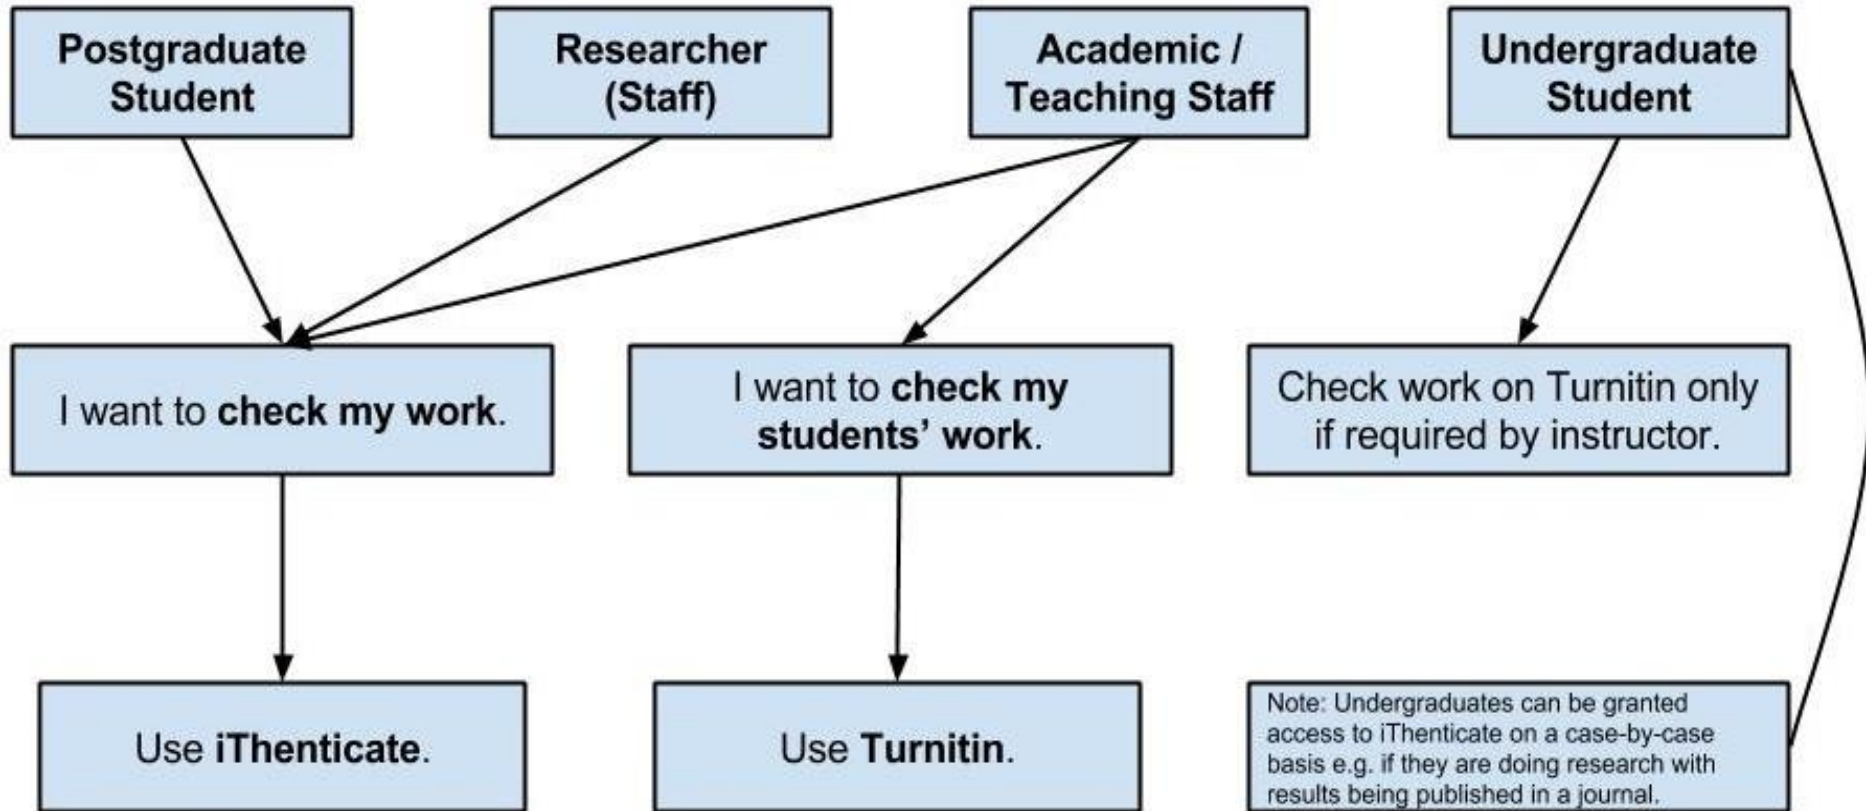 Postgraduate
Student
Researcher
(Staff)
Academic /
Teaching Staff
Undergraduate
Student
I want to check my work.
I want to check my
students’ work.
Check work on Turnitin only
if required by instructor.
Use iThenticate.
Use Turnitin.
Note: Undergraduates can be granted
access to iThenticate on a case-by-case
basis e.g. if they are doing research with
results being published in a journal.